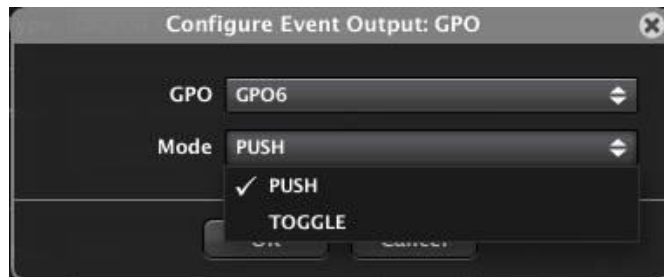 Configure Event Output: GPO
GPO GPO6
Mode PUSH
✓ PUSH
TOGGLE